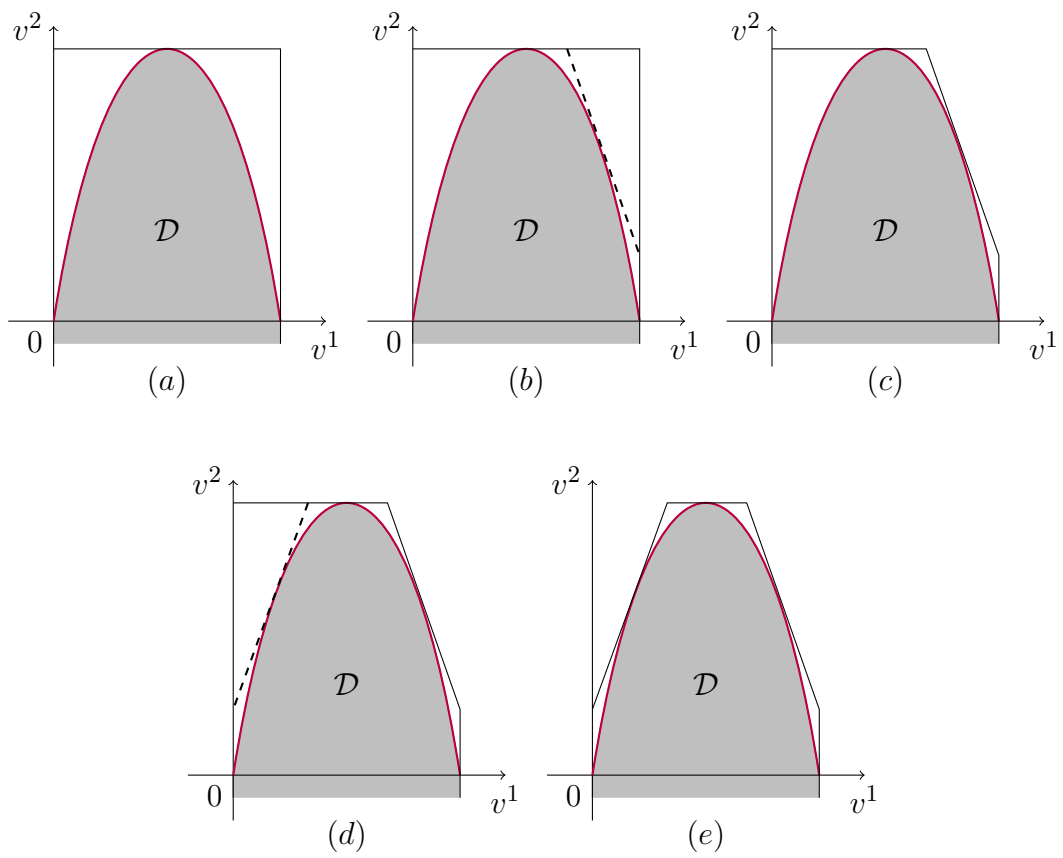 v² v² v²
𝒟 𝒟 𝒟
0 v¹ 0 v¹ 0 v¹
(a) (b) (c)
v² v²
𝒟 𝒟
0 v¹ 0 v¹
(d) (e)